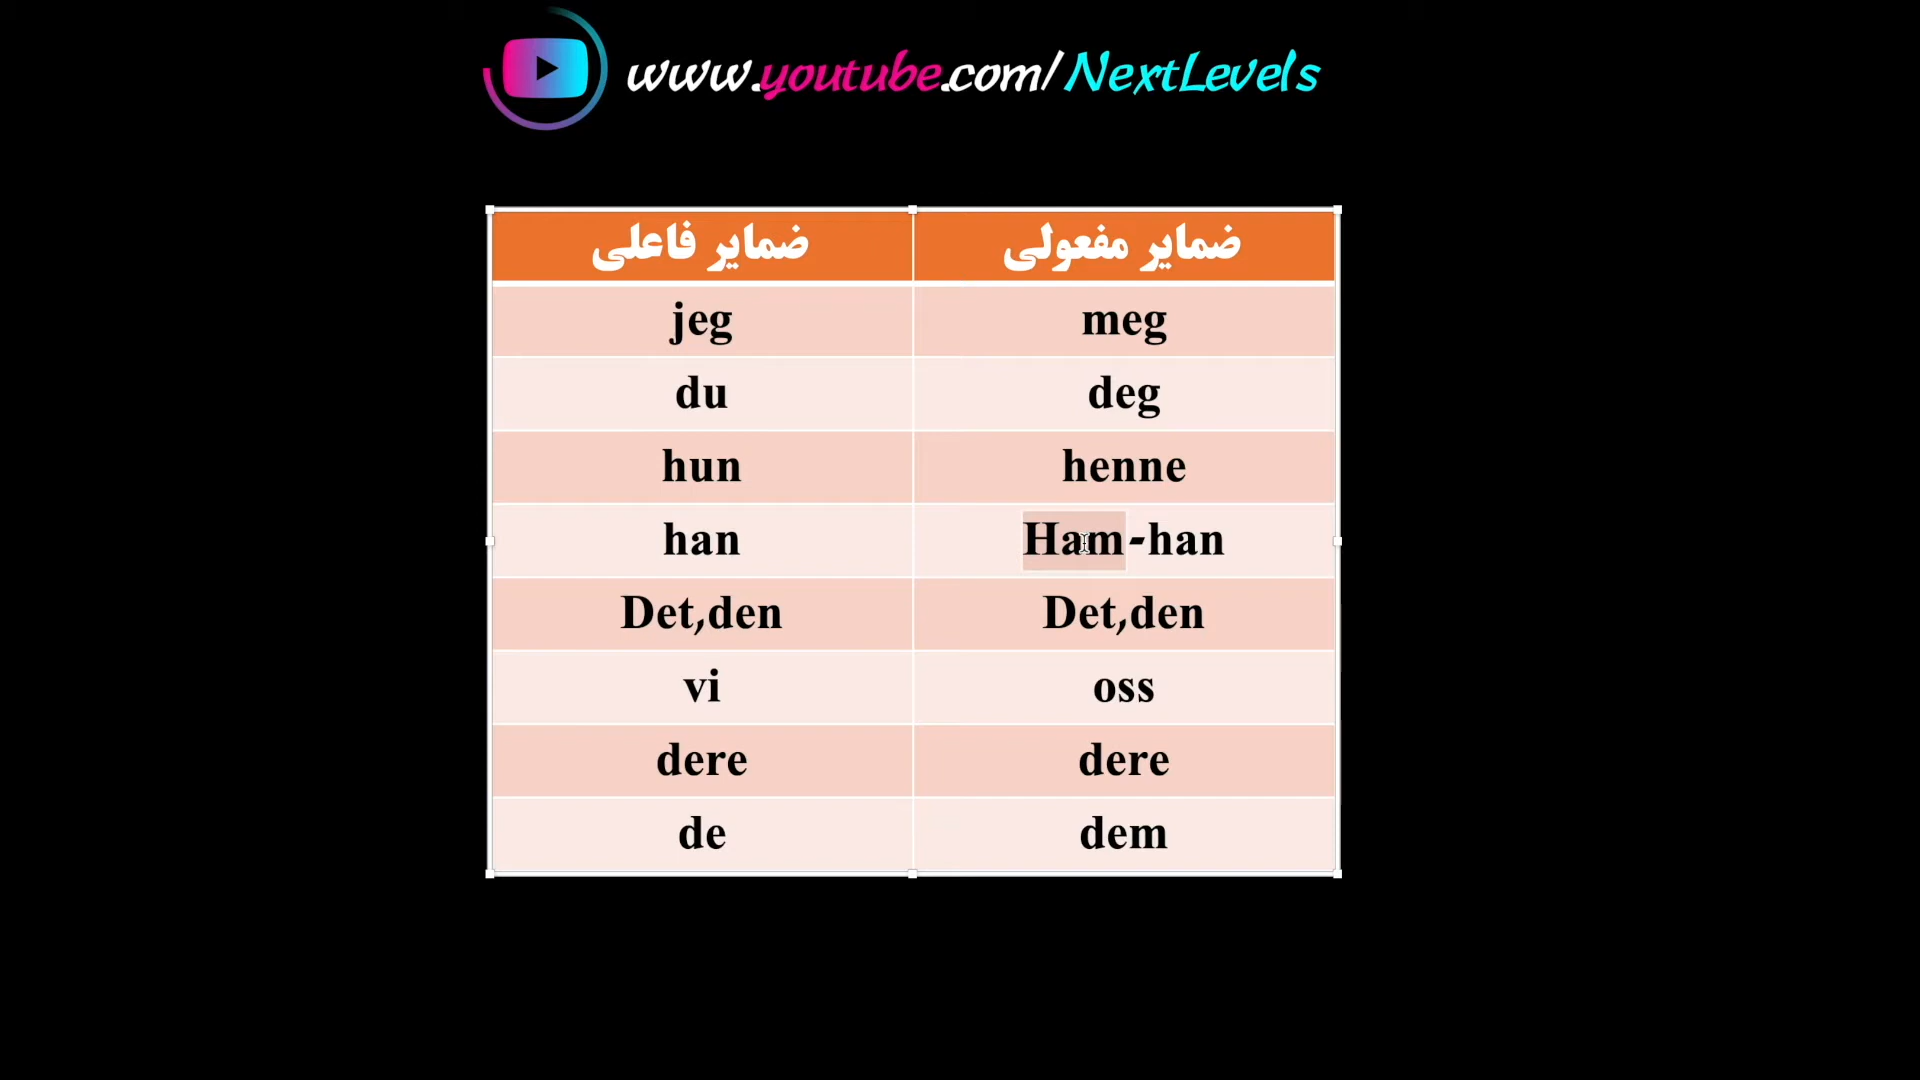 www.youtube.com/NextLevels
ضمایر فاعلی ضمایر مفعولی
jeg meg
du deg
hun henne
han Ham-han
Det,den Det,den
vi oss
dere dere
de dem